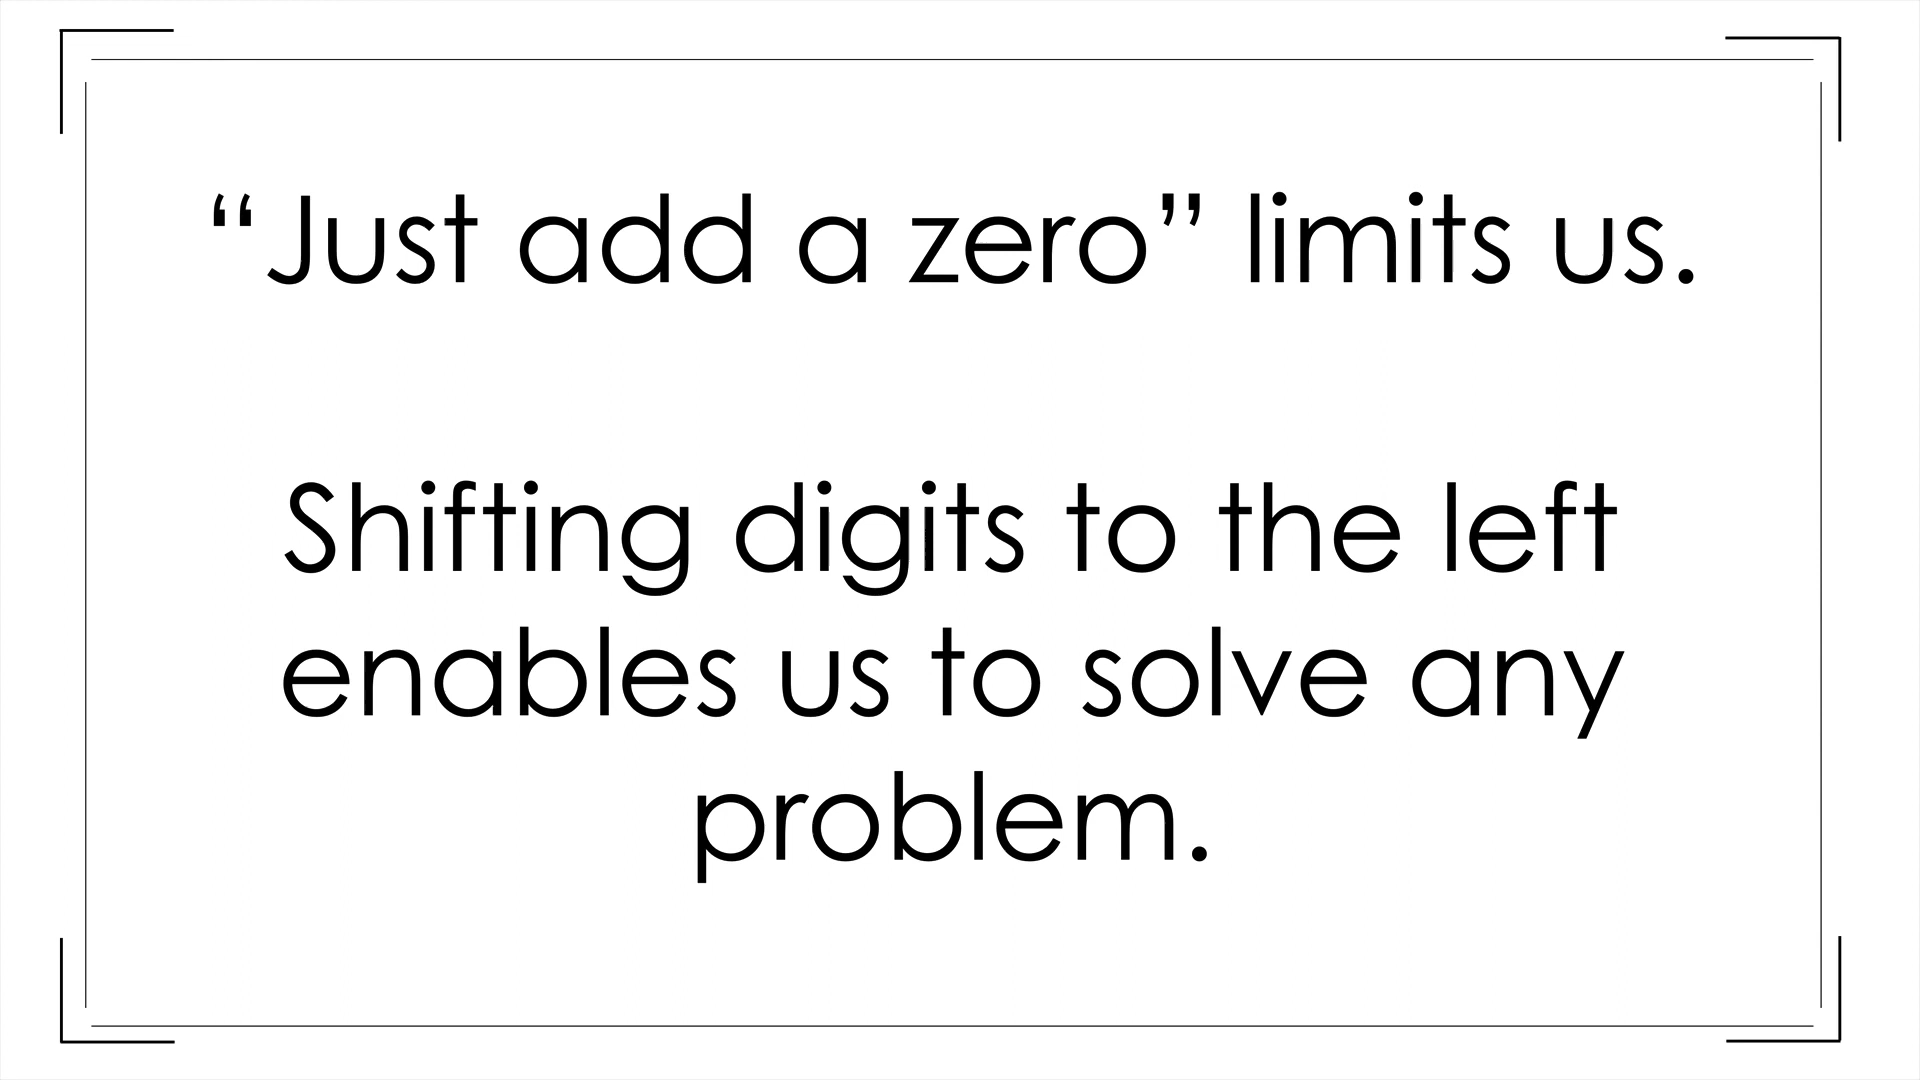 “Just add a zero” limits us.
Shifting digits to the left
enables us to solve any
problem.